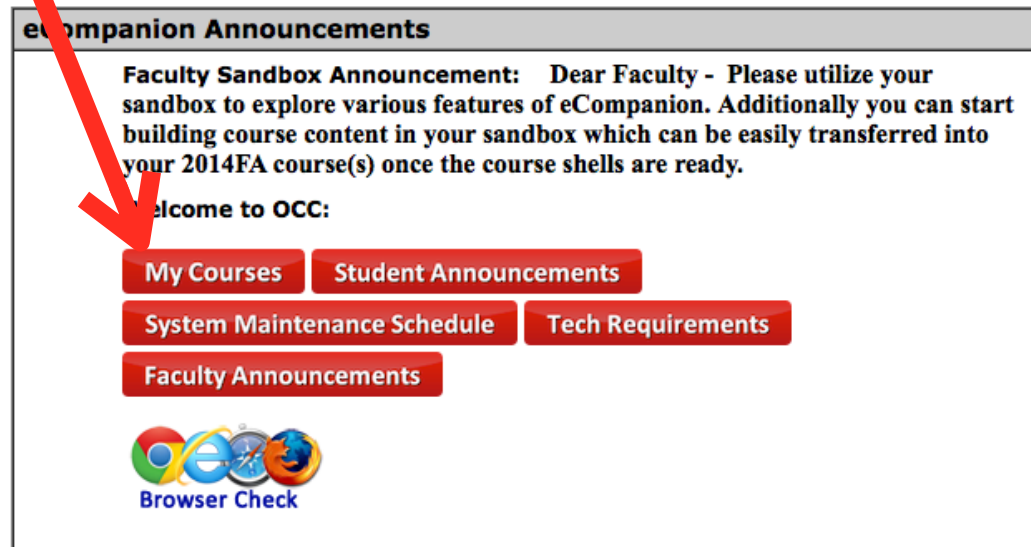 eCompanion Announcements
Faculty Sandbox Announcement: Dear Faculty - Please utilize your
sandbox to explore various features of eCompanion. Additionally you can start
building course content in your sandbox which can be easily transferred into
your 2014FA course(s) once the course shells are ready.
Welcome to OCC:
My Courses Student Announcements
System Maintenance Schedule Tech Requirements
Faculty Announcements
Browser Check